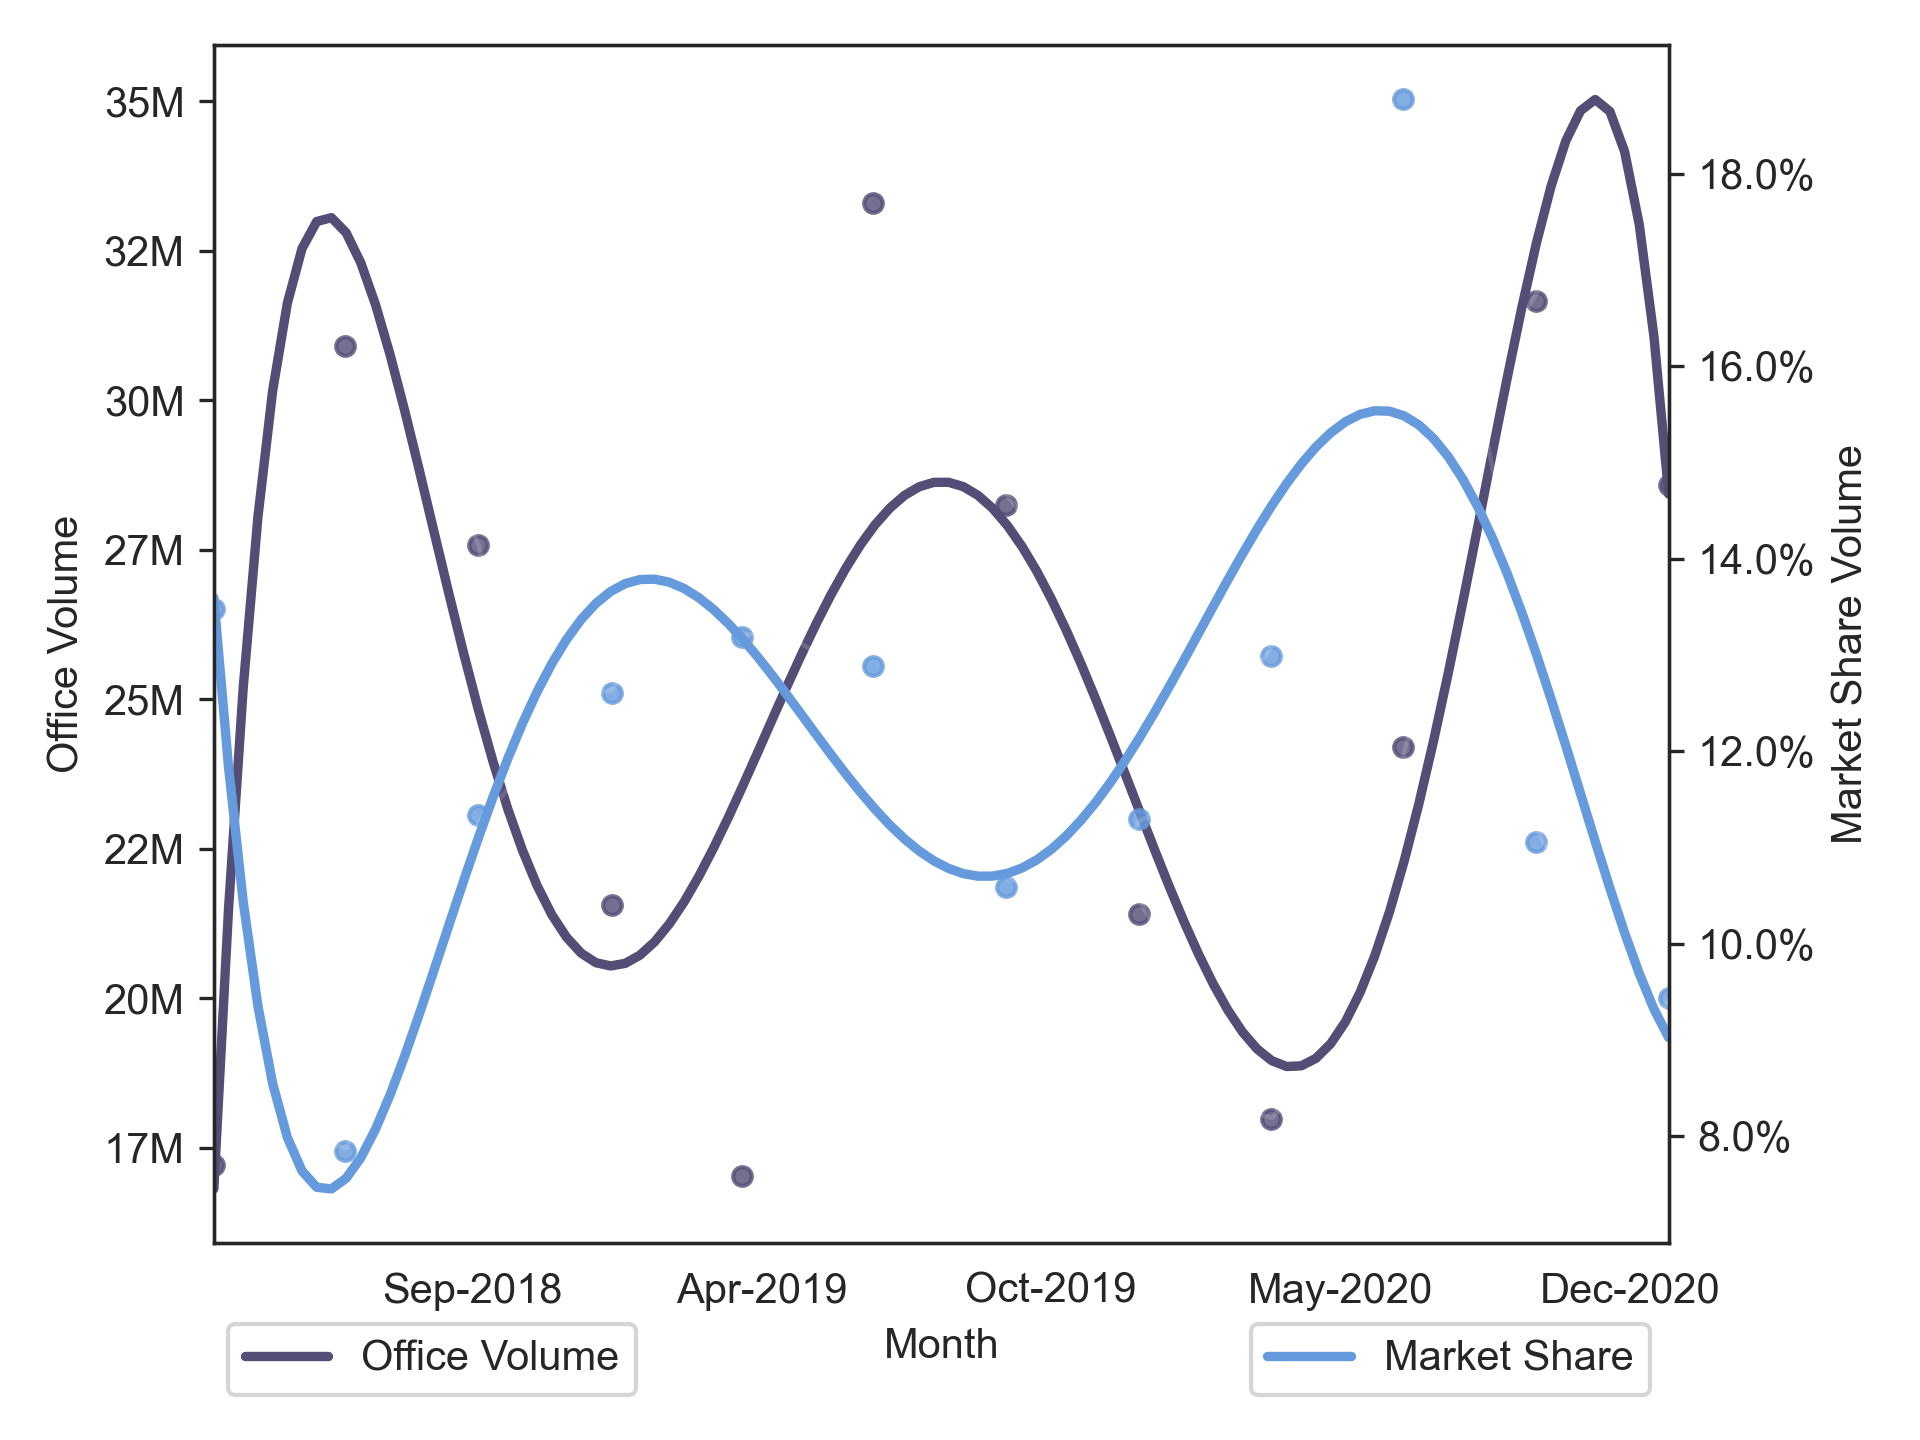 35M
32M
30M
27M
25M
22M
20M
17M
Office Volume
18.0%
16.0%
14.0%
12.0%
10.0%
8.0%
Market Share Volume
Sep-2018
Apr-2019
Oct-2019
May-2020
Dec-2020
Month
Office Volume
Market Share